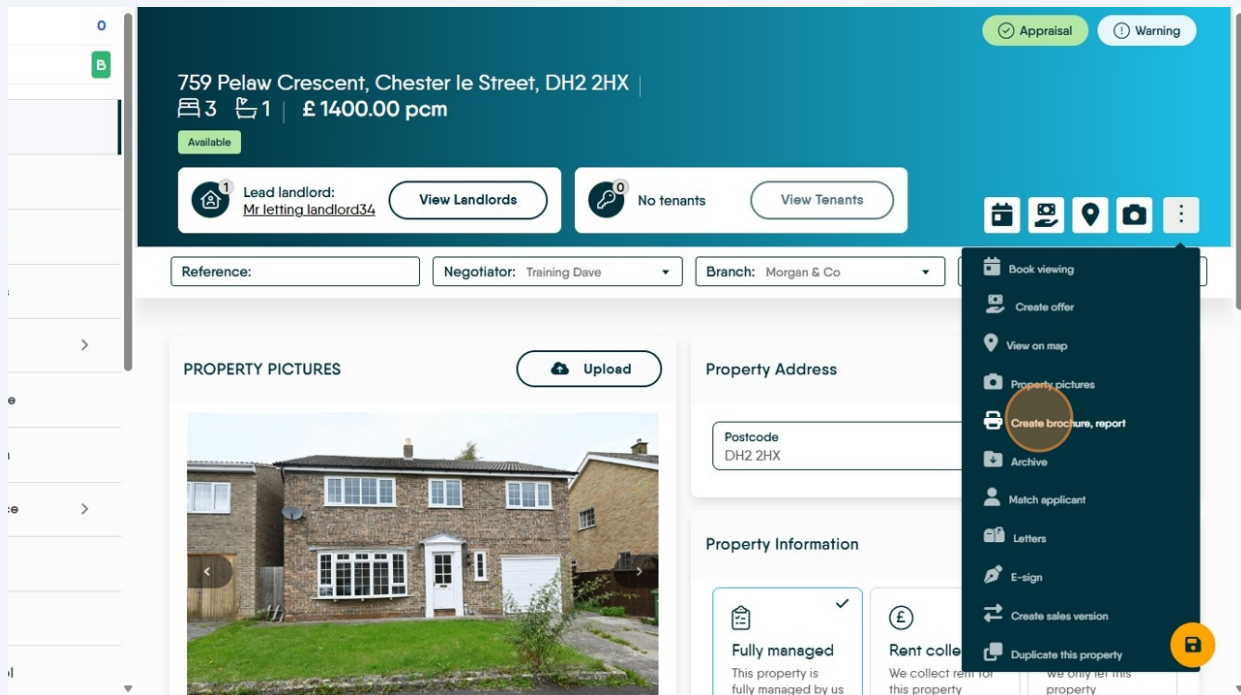 0
B
Appraisal
Warning
759 Pelaw Crescent, Chester le Street, DH2 2HX
3 1 £ 1400.00 pcm
Available
1
Lead landlord:
Mr letting landlord34
View Landlords
0
No tenants
View Tenants
Reference:
Negotiator: Training Dave
Branch: Morgan & Co
PROPERTY PICTURES
Upload
Property Address
Postcode
DH2 2HX
Property Information
Fully managed
This property is
fully managed by us
£
Rent colle
We collect rent for
this property
we only let this
property
Book viewing
Create offer
View on map
Property pictures
Create brochure, report
Archive
Match applicant
Letters
E-sign
Create sales version
Duplicate this property